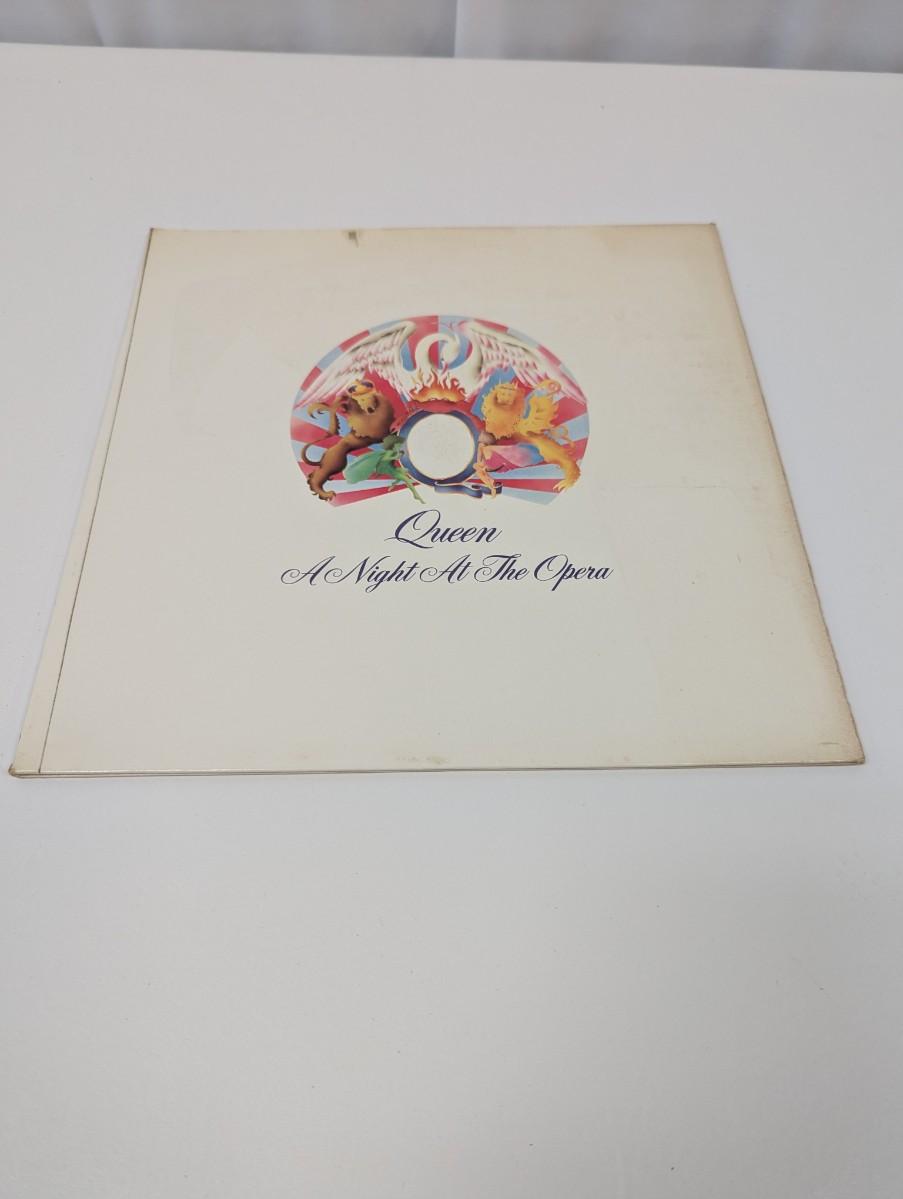 Queen
A Night At The Opera